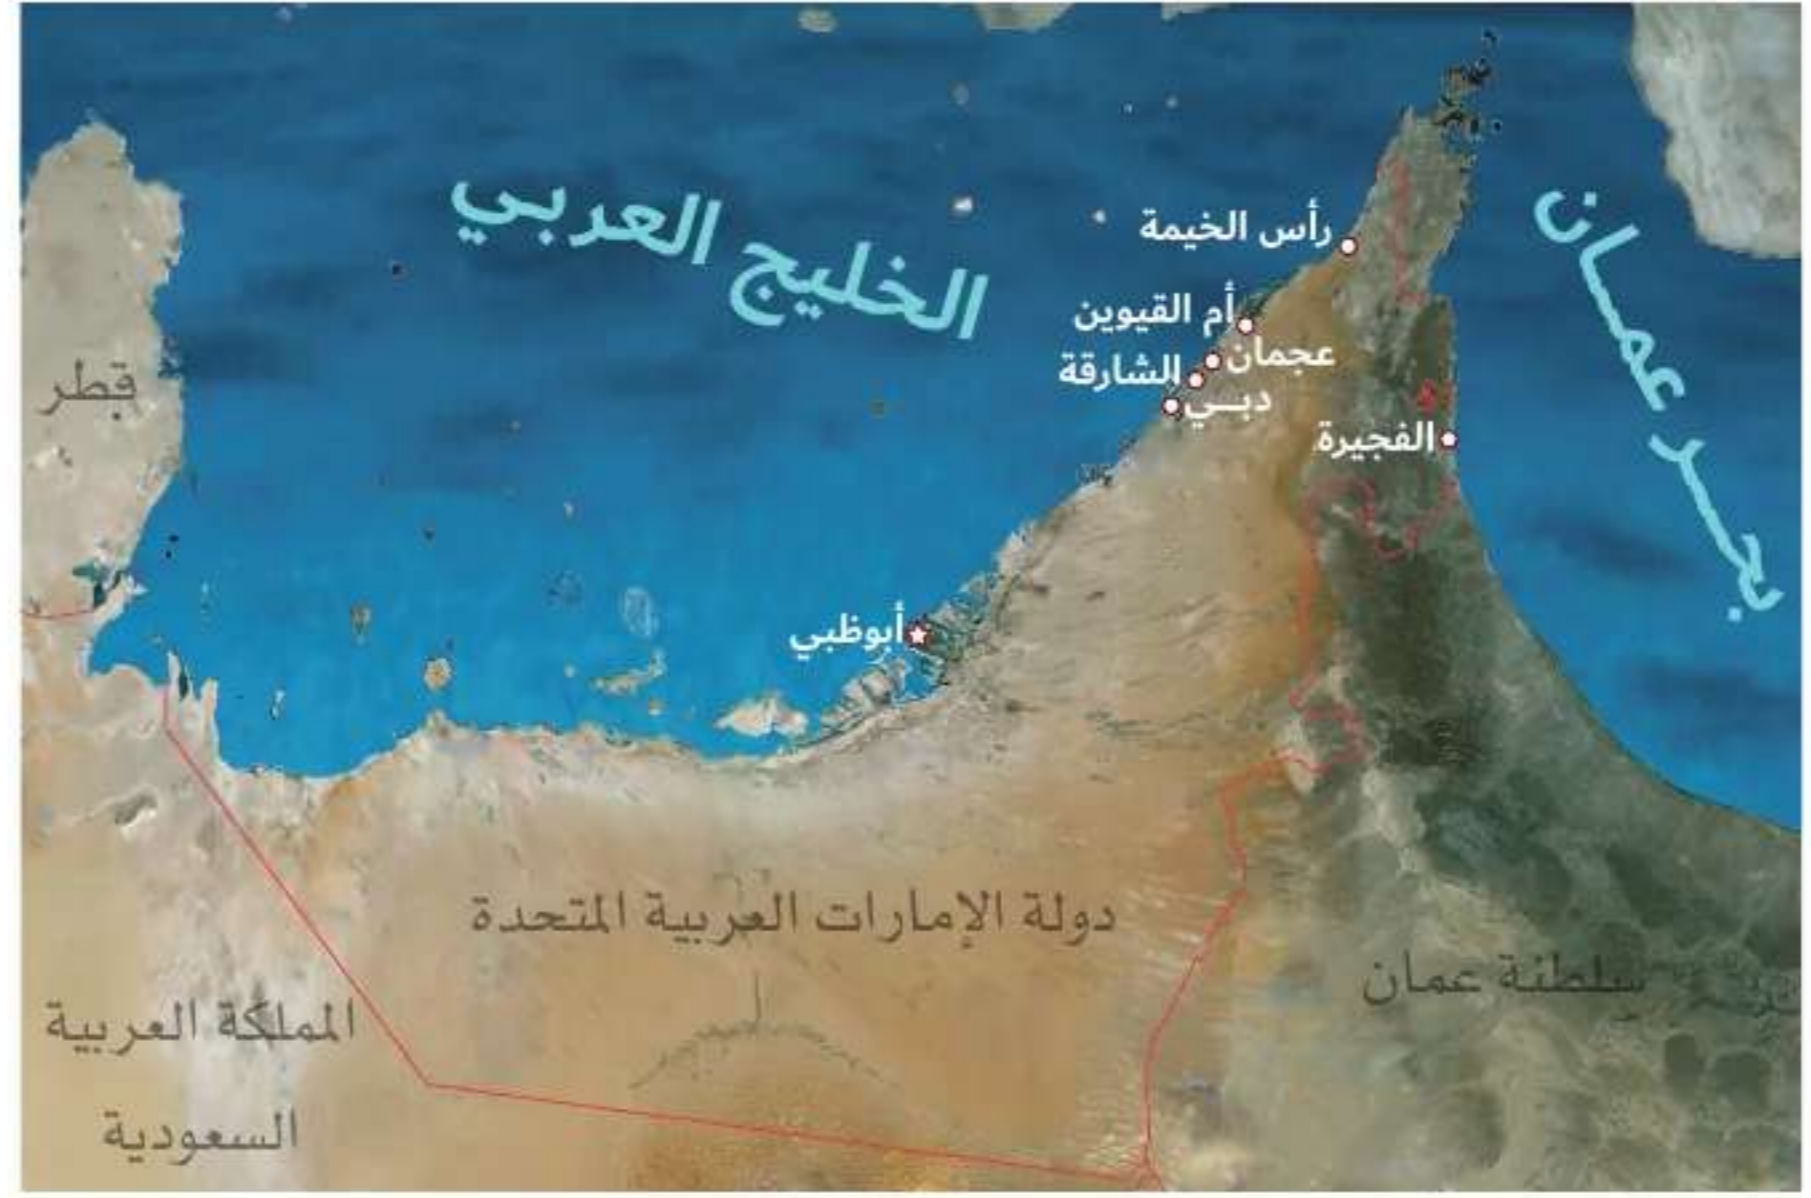 الخليج العربي
بحر عمان
رأس الخيمة
أم القيوين
عجمان
الشارقة
دبي
الفجيرة
قطر
أبوظبي
دولة الإمارات العربية المتحدة
سلطنة عمان
المملكة العربية
السعودية